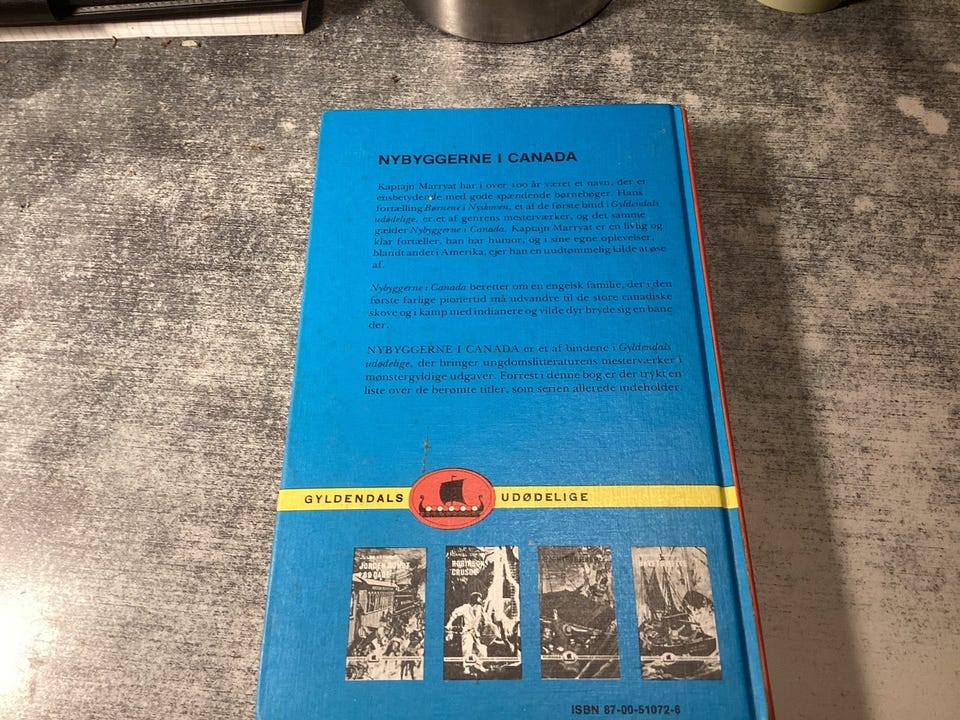 NYBYGGERNE I CANADA
Kaptajn Marryat har i over 100 år været et navn, der er
ensbetydende med gode spændende børnebøger. Hans
fortælling Børnene i Nyskoven, et af de første bind i Gyldendals
udødelige, er et af genrens mesterværker, og det samme
gælder Nybyggerne i Canada. Kaptajn Marryat er en livlig og
klar fortæller, han har humor, og i sine egne oplevelser,
blandt andet i Amerika, ejer han en uudtømmelig kilde at øse
af.
Nybyggerne i Canada beretter om en engelsk familie, der i den
første farlige pionertid må udvandre til de store canadiske
skove og i kamp med indianere og vilde dyr bryde sig en bane
der.
NYBYGGERNE I CANADA er et af bindene i Gyldendals
udødelige, der bringer ungdomslitteraturens mesterværker i
mønstergyldige udgaver. Forrest i denne bog er der trykt en
liste over de berømte titler, som serien allerede indeholder.
GYLDENDALS UDØDELIGE
JORDEN RUNDT
ROBINSON
CRUSOE
ISBN 87-00-51072-6